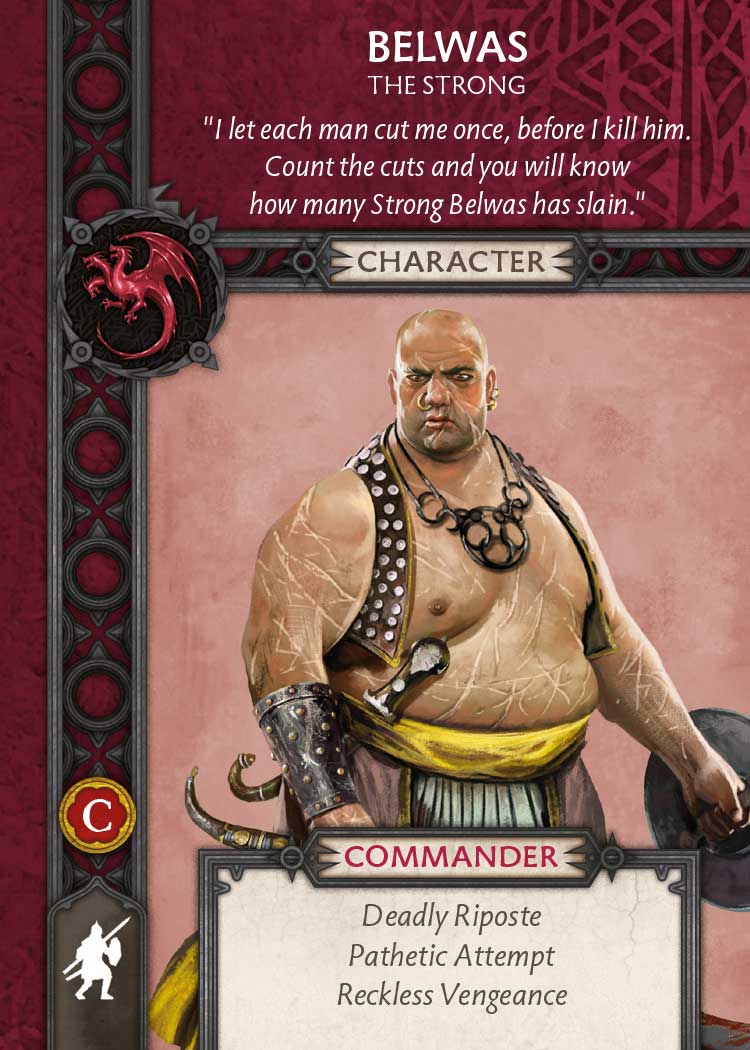 BELWAS
THE STRONG
"I let each man cut me once, before I kill him.
Count the cuts and you will know
how many Strong Belwas has slain."
CHARACTER
C
COMMANDER
Deadly Riposte
Pathetic Attempt
Reckless Vengeance